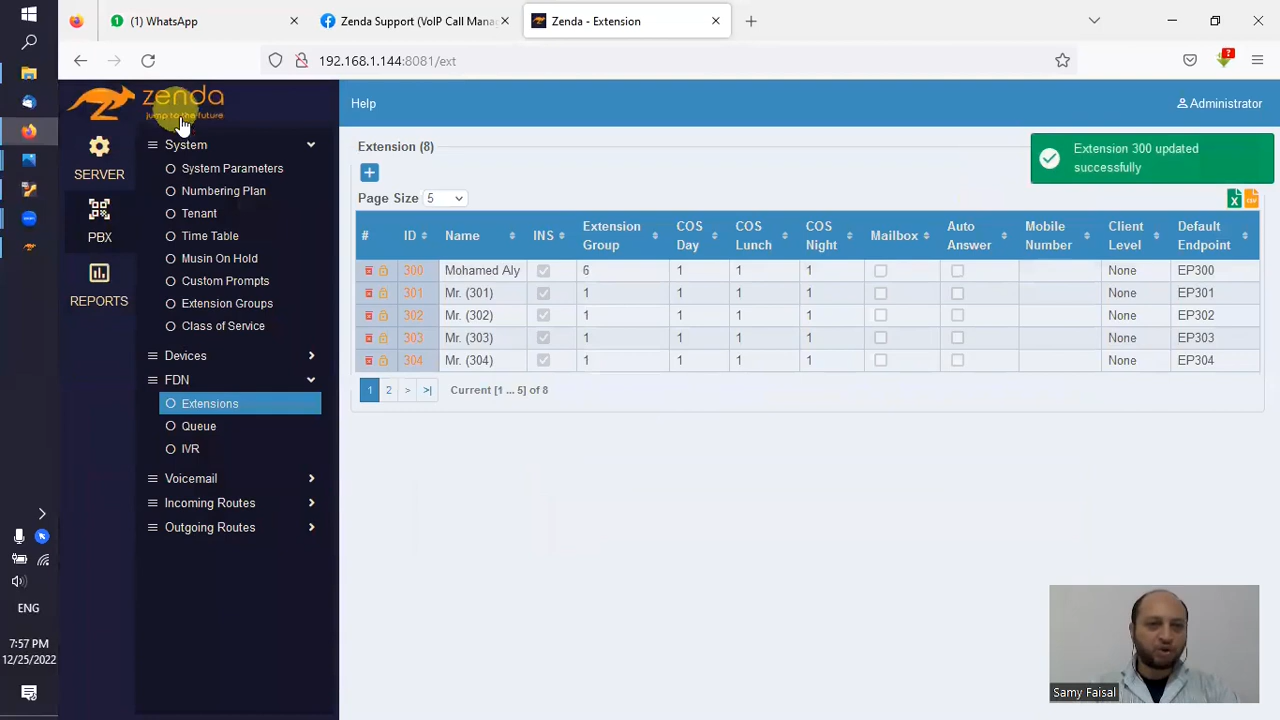 (1) WhatsApp
Zenda Support (VoIP Call Mana
Zenda - Extension
192.168.1.144:8081/ext
zenda
jump to the future
Help
Administrator
SERVER
PBX
REPORTS
System
System Parameters
Numbering Plan
Tenant
Time Table
Musin On Hold
Custom Prompts
Extension Groups
Class of Service
Devices
FDN
Extensions
Queue
IVR
Voicemail
Incoming Routes
Outgoing Routes
Extension (8)
Extension 300 updated
successfully
Page Size 5
# ID Name INS Extension Group COS Day COS Lunch COS Night Mailbox Auto Answer Mobile Number Client Level Default Endpoint
300 Mohamed Aly 6 1 1 1 None EP300
301 Mr. (301) 1 1 1 1 None EP301
302 Mr. (302) 1 1 1 1 None EP302
303 Mr. (303) 1 1 1 1 None EP303
304 Mr. (304) 1 1 1 1 None EP304
1 2 > >| Current [1 ... 5] of 8
ENG
7:57 PM
12/25/2022
Samy Faisal